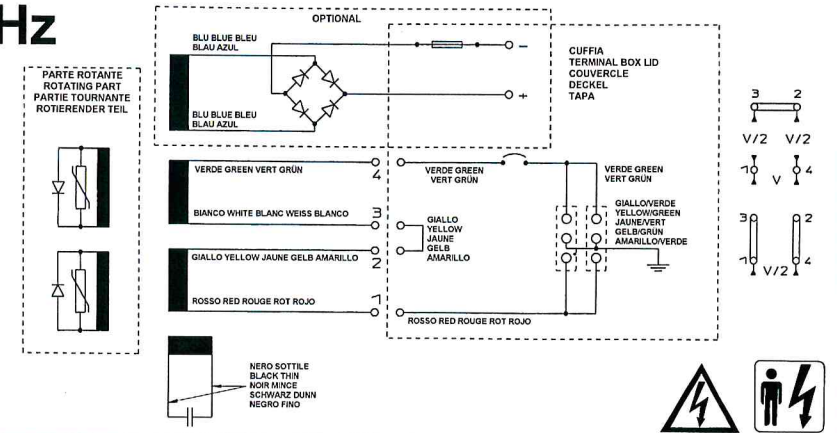 Hz
OPTIONAL
BLU BLUE BLEU
BLAU AZUL
BLU BLUE BLEU
BLAU AZUL
−
+
CUFFIA
TERMINAL BOX LID
COUVERCLE
DECKEL
TAPA
PARTE ROTANTE
ROTATING PART
PARTIE TOURNANTE
ROTIERENDER TEIL
VERDE GREEN VERT GRÜN
4
BIANCO WHITE BLANC WEISS BLANCO
3
GIALLO YELLOW JAUNE GELB AMARILLO
2
ROSSO RED ROUGE ROT ROJO
1
VERDE GREEN
VERT GRÜN
GIALLO
YELLOW
JAUNE
GELB
AMARILLO
ROSSO RED ROUGE ROT ROJO
VERDE GREEN
VERT GRÜN
GIALLO/VERDE
YELLOW/GREEN
JAUNE/VERT
GELB/GRÜN
AMARILLO/VERDE
3 2
V/2 V/2
1 V 4
3 2
1 V/2 4
NERO SOTTILE
BLACK THIN
NOIR MINCE
SCHWARZ DUNN
NEGRO FINO